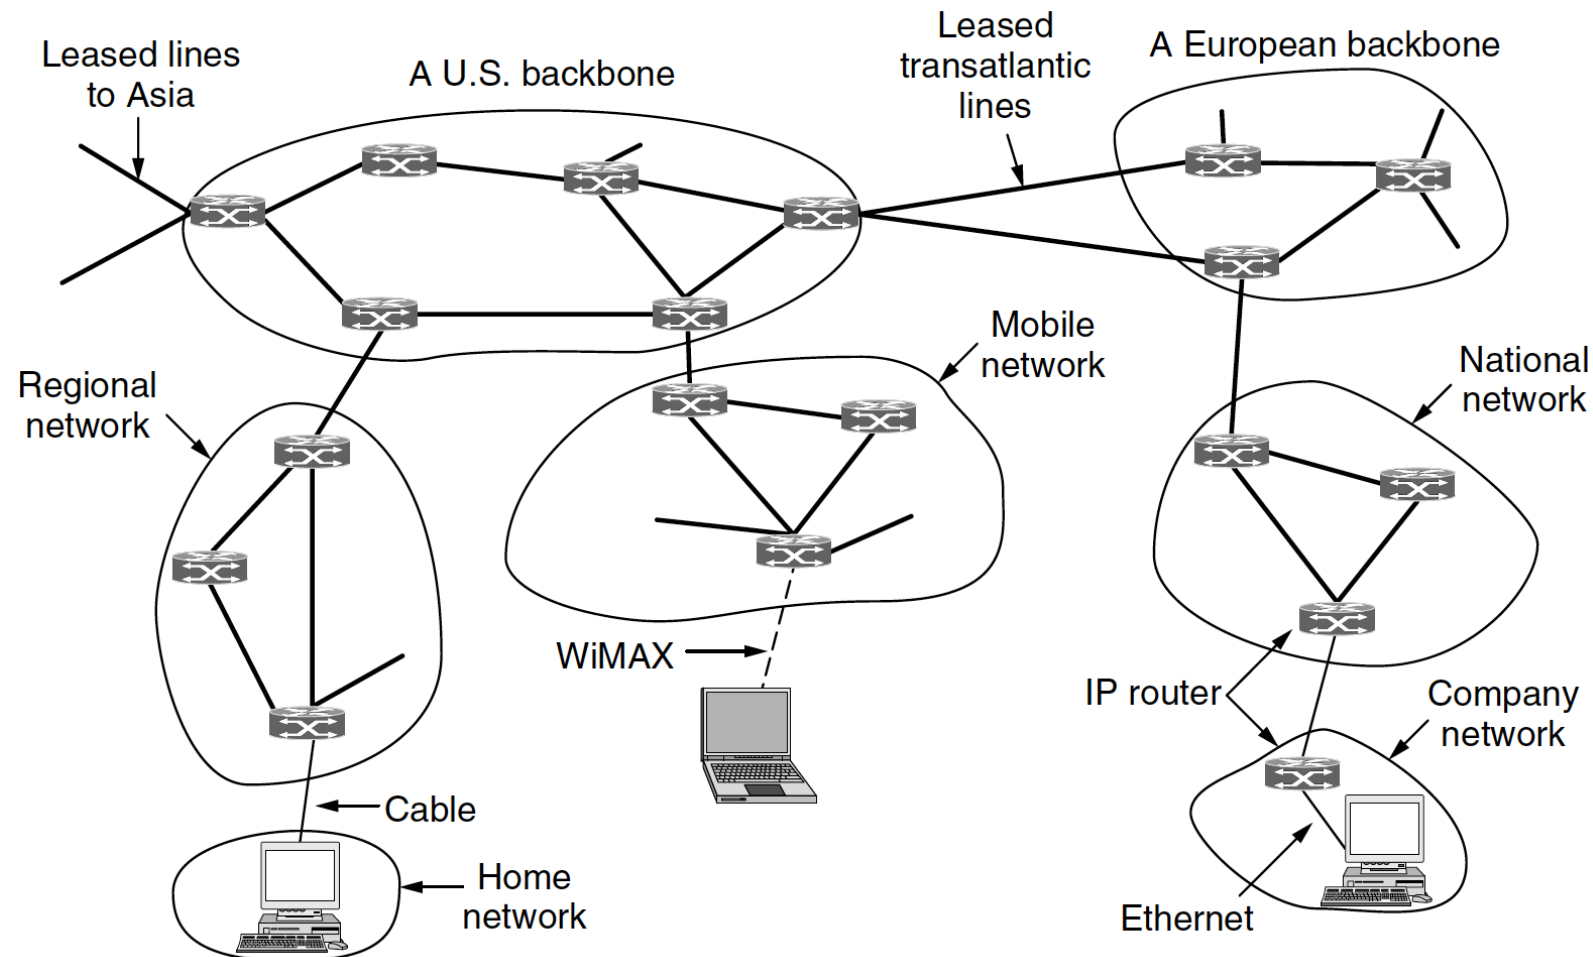 Leased lines
to Asia
A U.S. backbone
Leased
transatlantic
lines
A European backbone
Regional
network
Mobile
network
National
network
WiMAX
IP router
Company
network
Cable
Home
network
Ethernet